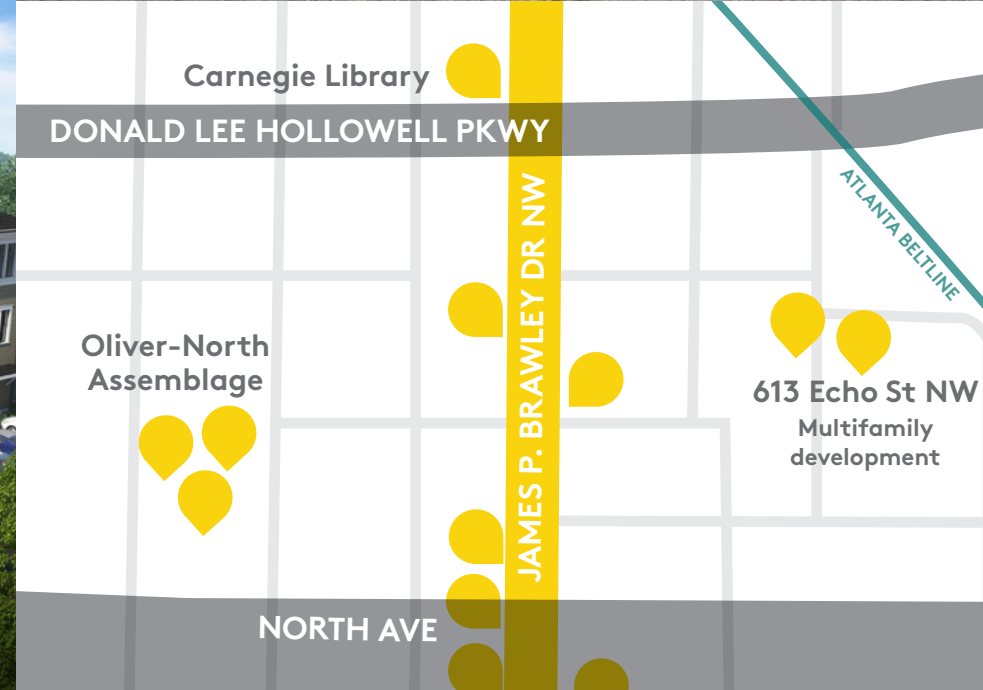 Carnegie Library
DONALD LEE HOLLOWELL PKWY
JAMES P. BRAWLEY DR NW
ATLANTA BELTLINE
Oliver-North
Assemblage
613 Echo St NW
Multifamily
development
NORTH AVE